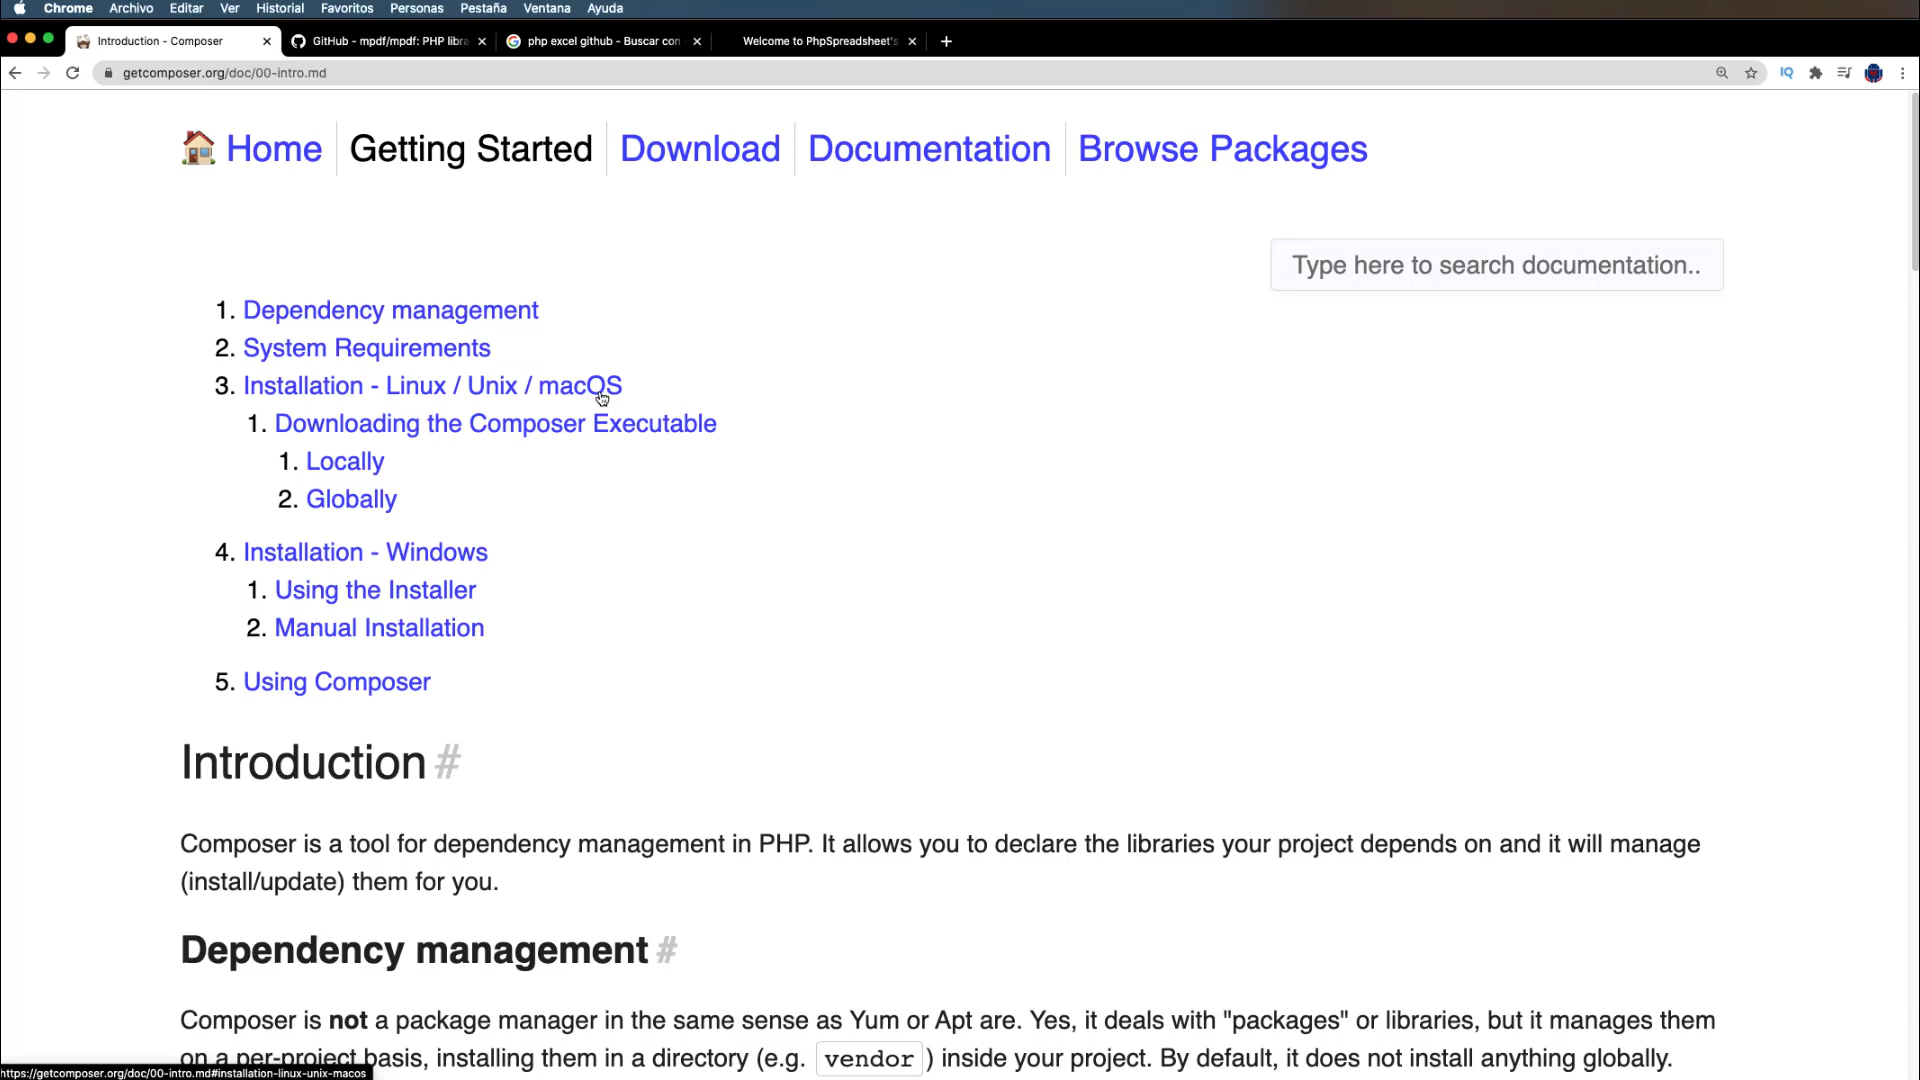 Chrome Archivo Editar Ver Historial Favoritos Personas Pestaña Ventana Ayuda
Introduction - Composer
GitHub - mpdf/mpdf: PHP libra
php excel github - Buscar con
Welcome to PhpSpreadsheet's
getcomposer.org/doc/00-intro.md
IQ
Home
Getting Started
Download
Documentation
Browse Packages
Type here to search documentation..
1. Dependency management
2. System Requirements
3. Installation - Linux / Unix / macOS
1. Downloading the Composer Executable
1. Locally
2. Globally
4. Installation - Windows
1. Using the Installer
2. Manual Installation
5. Using Composer
Introduction #
Composer is a tool for dependency management in PHP. It allows you to declare the libraries your project depends on and it will manage
(install/update) them for you.
Dependency management #
Composer is not a package manager in the same sense as Yum or Apt are. Yes, it deals with "packages" or libraries, but it manages them
on a per-project basis, installing them in a directory (e.g. vendor ) inside your project. By default, it does not install anything globally.
https://getcomposer.org/doc/00-intro.md#installation-linux-unix-macos